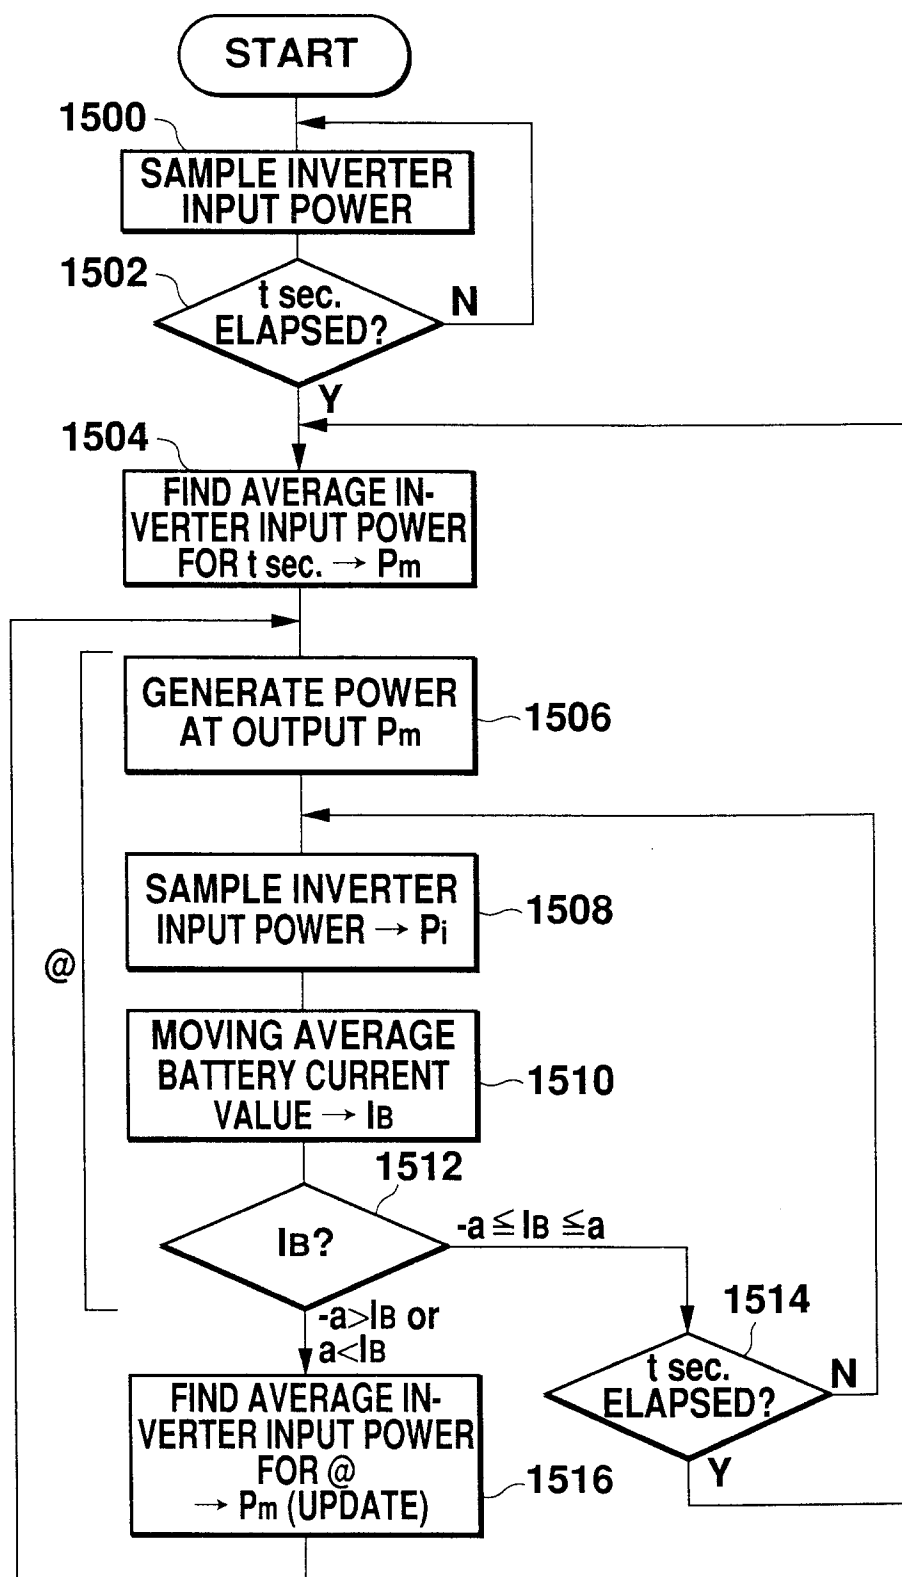 START
1500
SAMPLE INVERTER
INPUT POWER
1502
t sec.
ELAPSED?
N
Y
1504
FIND AVERAGE IN-
VERTER INPUT POWER
FOR t sec. → Pm
GENERATE POWER
AT OUTPUT Pm
1506
SAMPLE INVERTER
INPUT POWER → Pi
1508
@
MOVING AVERAGE
BATTERY CURRENT
VALUE → IB
1510
1512
IB?
-a ≦ IB ≦ a
-a>IB or
a<IB
1514
t sec.
ELAPSED?
N
Y
FIND AVERAGE IN-
VERTER INPUT POWER
FOR @
→ Pm (UPDATE)
1516